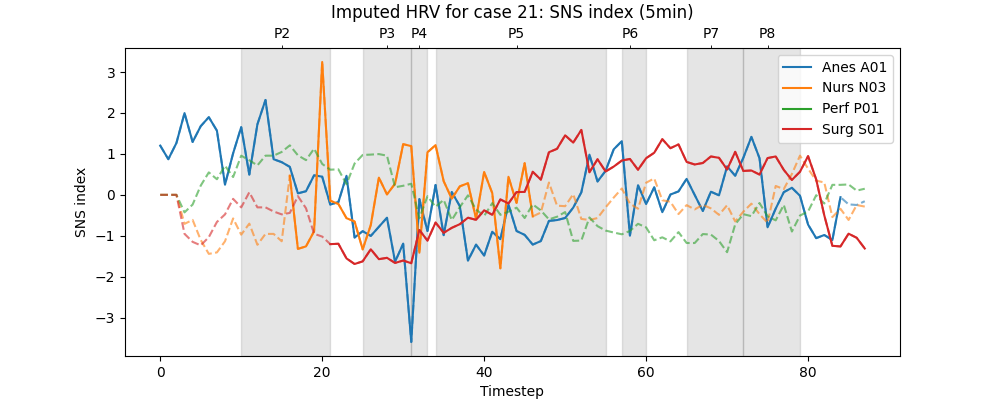 Imputed HRV for case 21: SNS index (5min)
P2 P3 P4 P5 P6 P7 P8
Anes A01
Nurs N03
Perf P01
Surg S01
SNS index
3
2
1
0
−1
−2
−3
0 20 40 60 80
Timestep